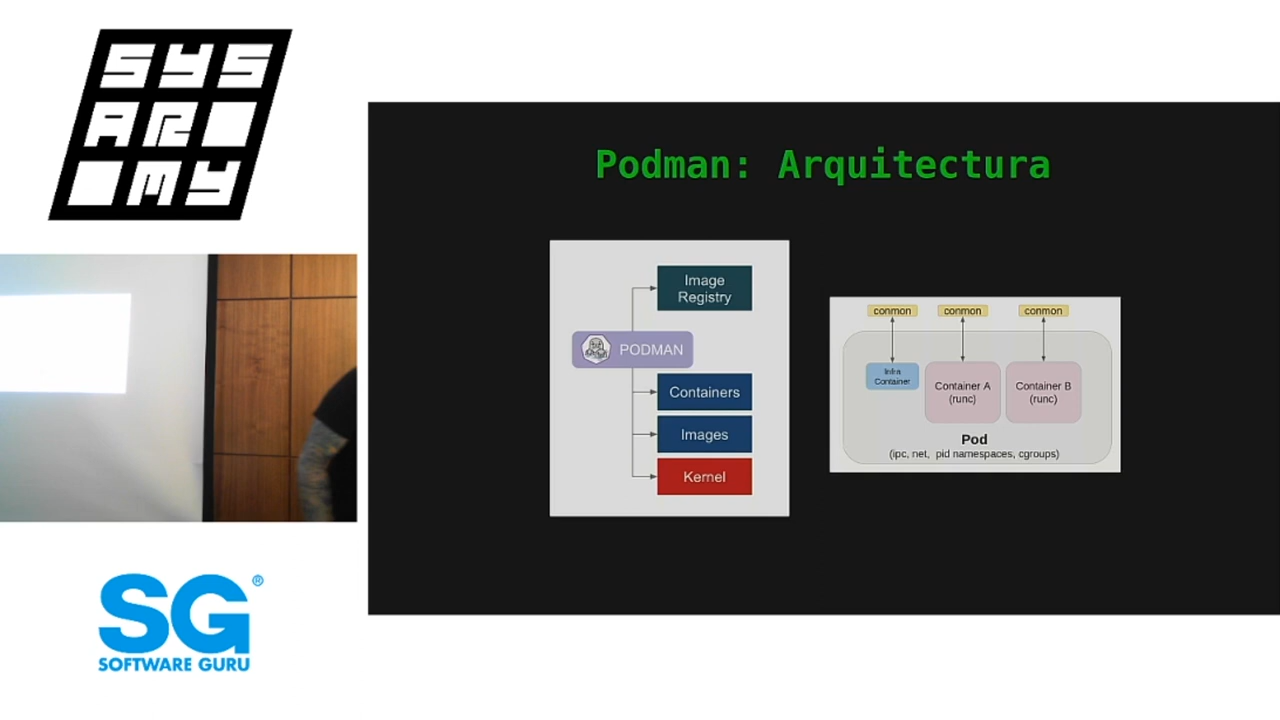 SYS
AR
MY
SG®
SOFTWARE GURU
Podman: Arquitectura
Image
Registry
PODMAN
Containers
Images
Kernel
conmon
conmon
conmon
Infra
Container
Container A
(runc)
Container B
(runc)
Pod
(ipc, net, pid namespaces, cgroups)